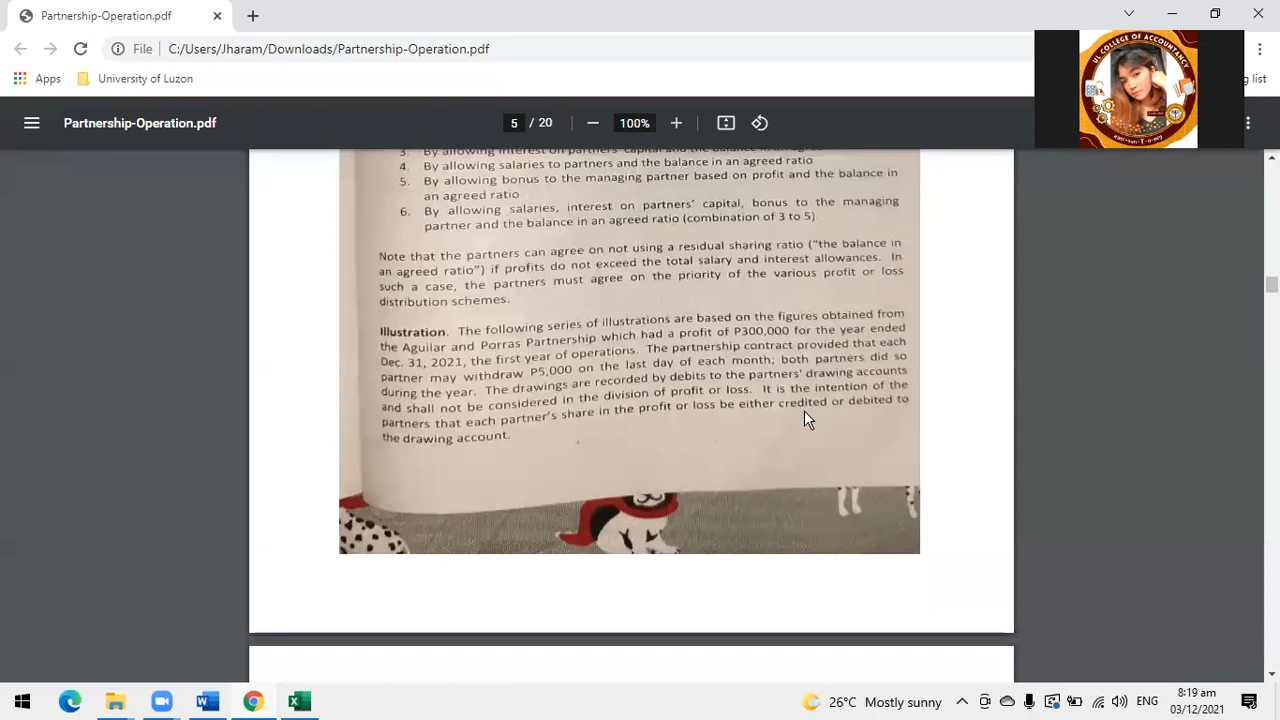 Partnership-Operation.pdf
File
C:/Users/Jharam/Downloads/Partnership-Operation.pdf
Apps
University of Luzon
UL COLLEGE OF ACCOUNTANCY
Partnership-Operation.pdf
5 / 20
100%
3. By allowing interest on partners' capital and the balance in an agreed
4. By allowing salaries to partners and the balance in an agreed ratio
5. By allowing bonus to the managing partner based on profit and the balance in
an agreed ratio
6. By allowing salaries, interest on partners' capital, bonus to the managing
partner and the balance in an agreed ratio (combination of 3 to 5)
Note that the partners can agree on not using a residual sharing ratio ("the balance in
an agreed ratio") if profits do not exceed the total salary and interest allowances. In
such a case, the partners must agree on the priority of the various profit or loss
distribution schemes.
Illustration. The following series of illustrations are based on the figures obtained from
the Aguilar and Porras Partnership which had a profit of P300,000 for the year ended
Dec. 31, 2021, the first year of operations. The partnership contract provided that each
partner may withdraw P5,000 on the last day of each month; both partners did so
during the year. The drawings are recorded by debits to the partners' drawing accounts
and shall not be considered in the division of profit or loss. It is the intention of the
partners that each partner's share in the profit or loss be either credited or debited to
the drawing account.
26°C Mostly sunny
ENG
8:19 am
03/12/2021